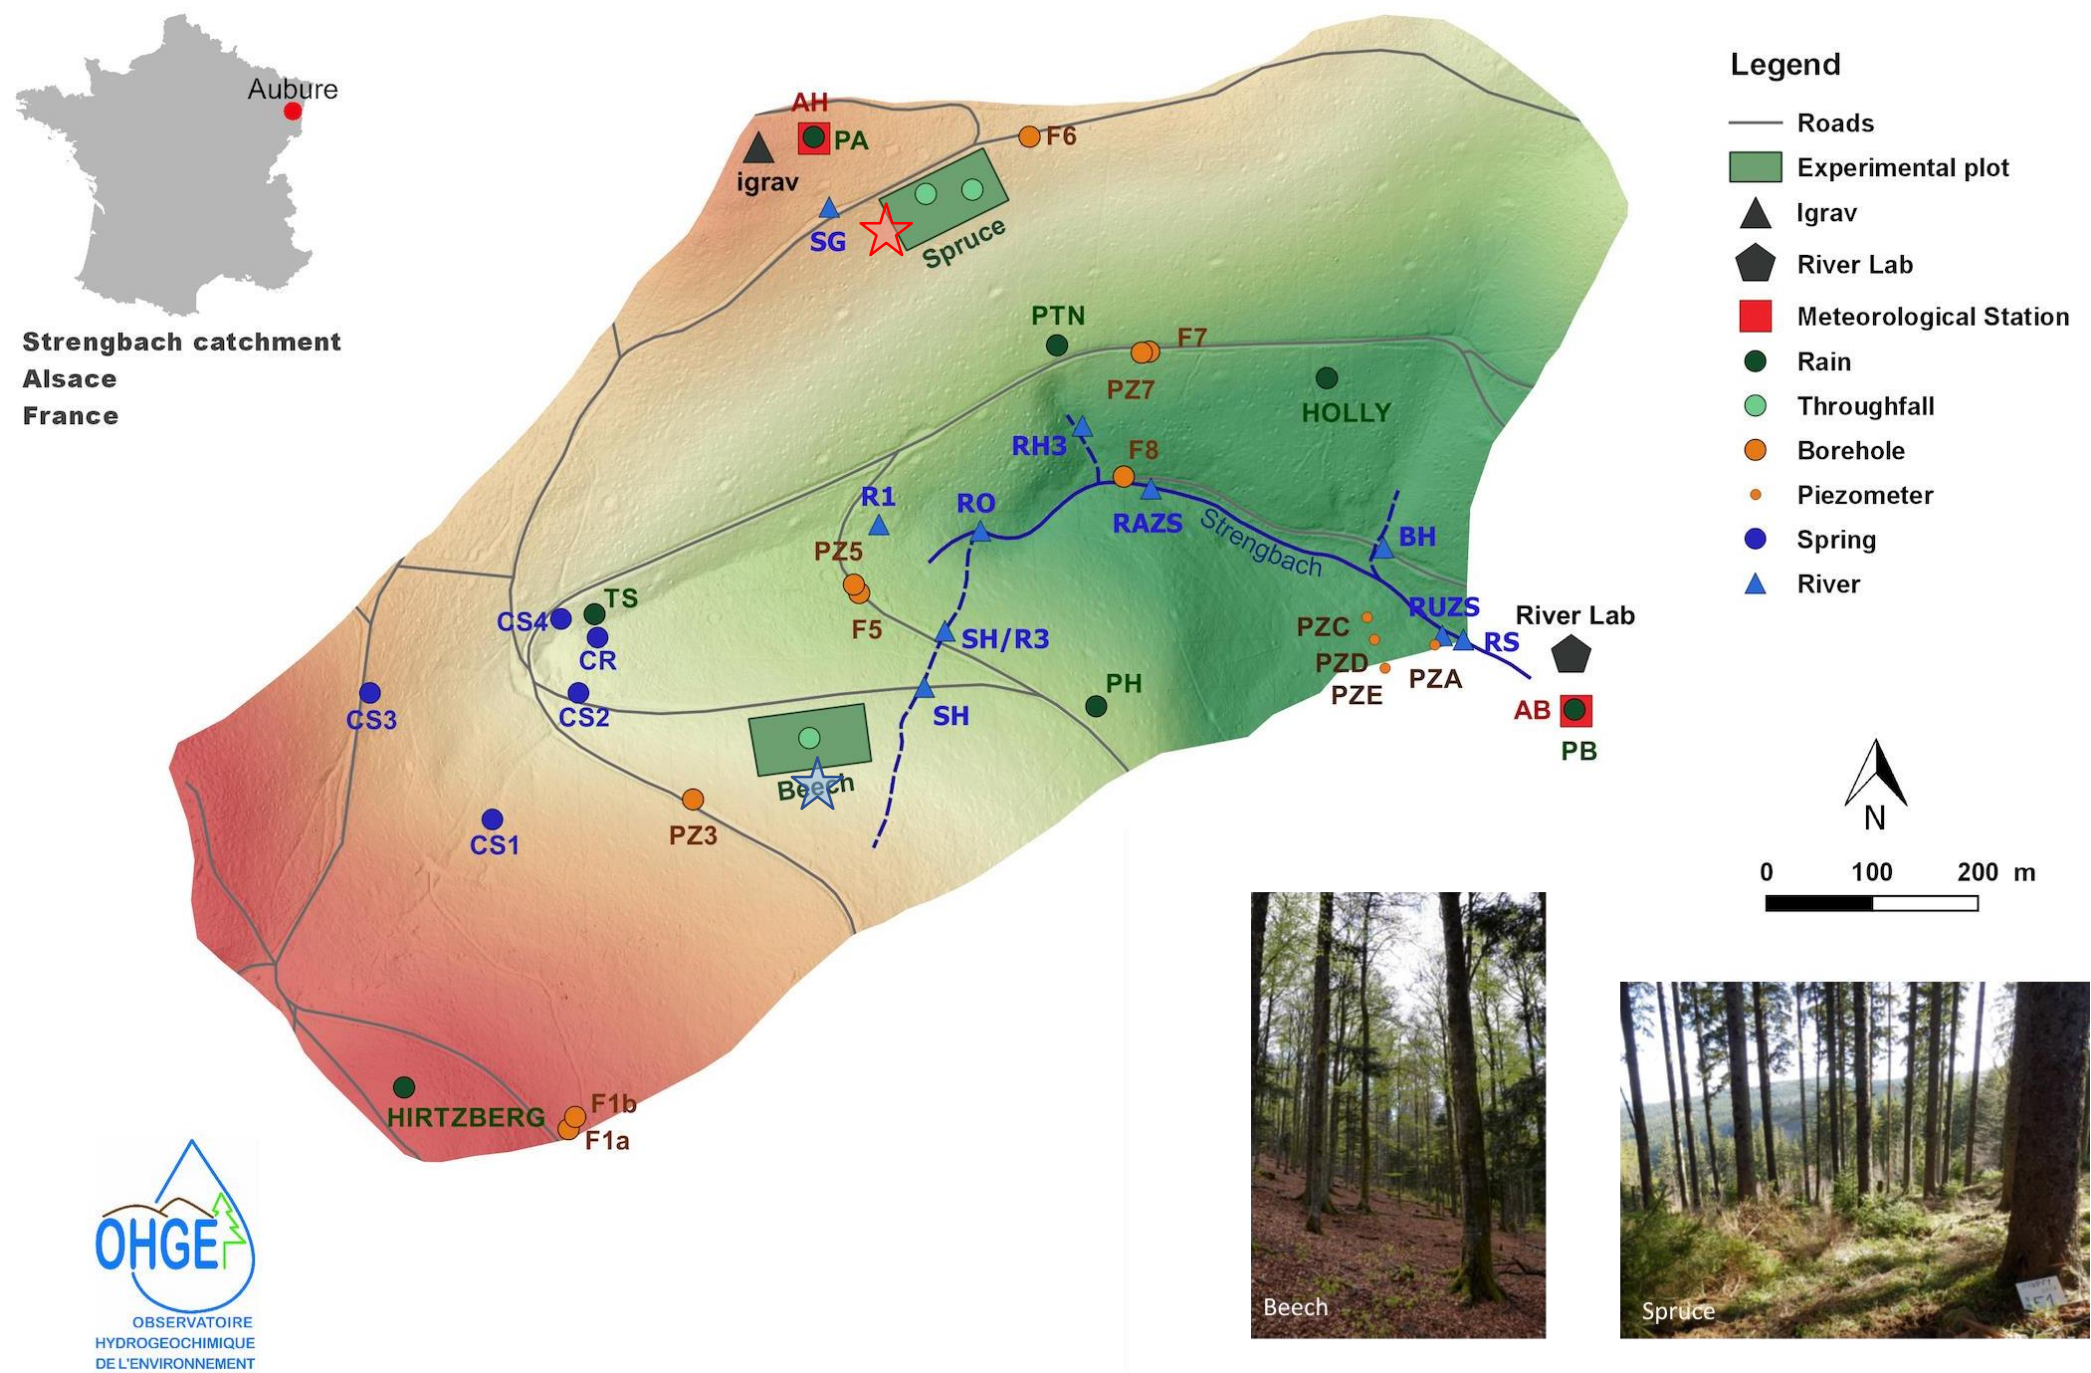 Aubure
Strengbach catchment
Alsace
France
AH
PA
igrav
F6
SG
Spruce
PTN
F7
PZ7
HOLLY
RH3
F8
R1
RO
RAZS
Strengbach
BH
PZ5
F5
TS
CS4
CR
CS3
CS2
SH/R3
SH
PH
RUZS
RS
River Lab
PZC
PZD
PZE
PZA
AB
PB
Beech
PZ3
CS1
HIRTZBERG
F1b
F1a
Legend
Roads
Experimental plot
Igrav
River Lab
Meteorological Station
Rain
Throughfall
Borehole
Piezometer
Spring
River
N
0 100 200 m
Beech
Spruce
OHGE
OBSERVATOIRE
HYDROGEOCHIMIQUE
DE L'ENVIRONNEMENT